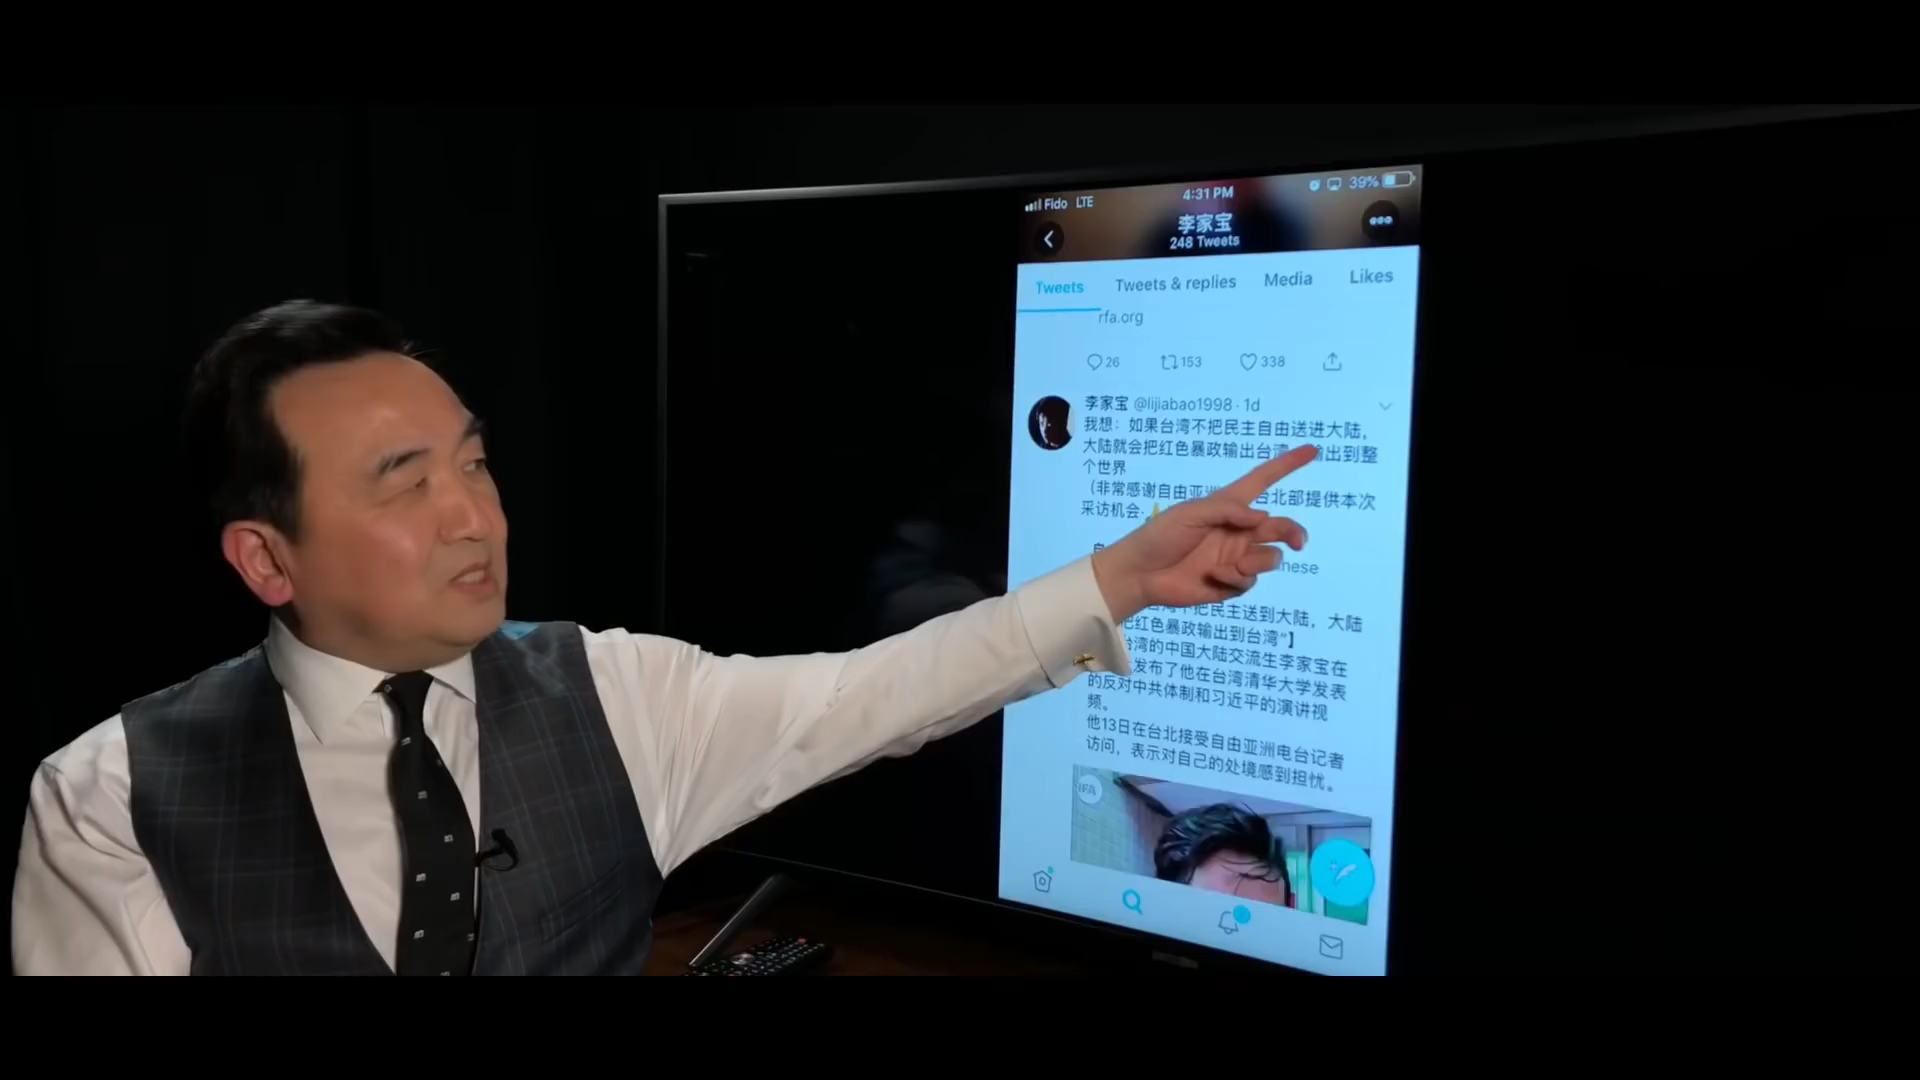 Fido LTE 4:31 PM 39%
李家宝
248 Tweets
Tweets Tweets & replies Media Likes
rfa.org
26 153 338
李家宝 @lijiabao1998 · 1d
我想：如果台湾不把民主自由送进大陆，
大陆就会把红色暴政输出台湾 输出到整
个世界
（非常感谢自由亚洲 台北部提供本次
采访机会
台湾不把民主送到大陆，大陆
把红色暴政输出到台湾”】
台湾的中国大陆交流生李家宝在
发布了他在台湾清华大学发表
的反对中共体制和习近平的演讲视
频。
他13日在台北接受自由亚洲电台记者
访问，表示对自己的处境感到担忧。
RFA